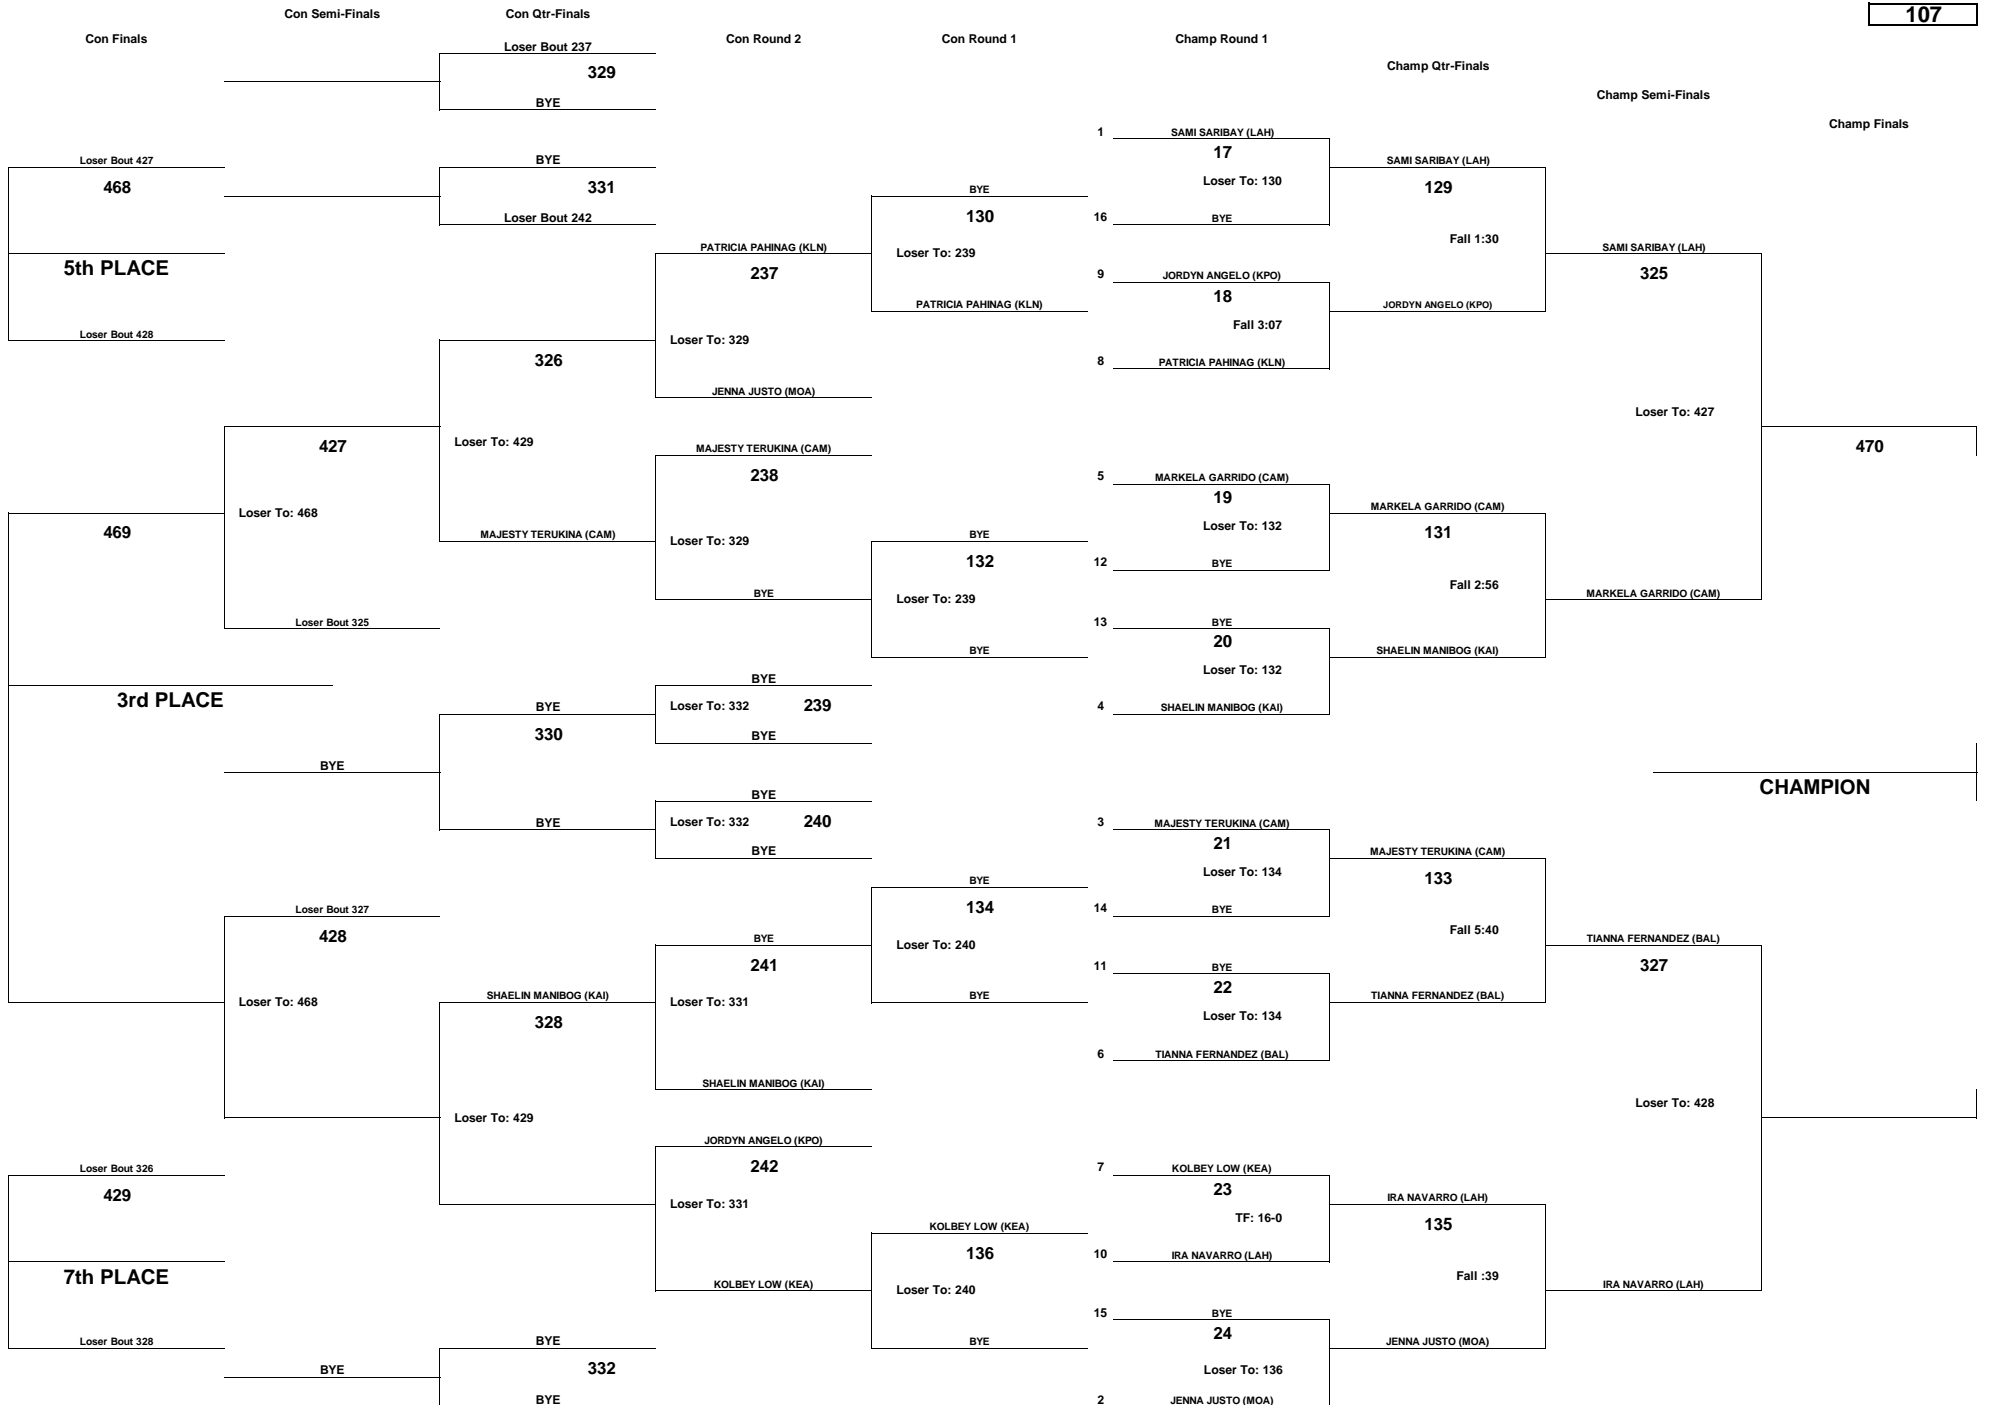 Con Semi-Finals
Con Qtr-Finals
107
Con Finals
Con Round 2
Con Round 1
Champ Round 1
Loser Bout 237
329
Champ Qtr-Finals
BYE
Champ Semi-Finals
Champ Finals
1 SAMI SARIBAY (LAH)
17
Loser Bout 427
BYE
SAMI SARIBAY (LAH)
468
331
Loser To: 130
129
BYE
Loser Bout 242
130
16 BYE
Fall 1:30
PATRICIA PAHINAG (KLN)
Loser To: 239
SAMI SARIBAY (LAH)
5th PLACE
237
9 JORDYN ANGELO (KPO)
325
18
PATRICIA PAHINAG (KLN)
JORDYN ANGELO (KPO)
Fall 3:07
Loser Bout 428
Loser To: 329
326
8 PATRICIA PAHINAG (KLN)
JENNA JUSTO (MOA)
Loser To: 427
427
Loser To: 429
MAJESTY TERUKINA (CAM)
470
238
5 MARKELA GARRIDO (CAM)
19
Loser To: 468
MARKELA GARRIDO (CAM)
469
MAJESTY TERUKINA (CAM)
Loser To: 329
BYE
Loser To: 132
131
132
12 BYE
Fall 2:56
BYE
Loser To: 239
MARKELA GARRIDO (CAM)
Loser Bout 325
13 BYE
20
BYE
SHAELIN MANIBOG (KAI)
Loser To: 132
BYE
3rd PLACE
BYE
Loser To: 332 239
4 SHAELIN MANIBOG (KAI)
330
BYE
BYE
CHAMPION
BYE
BYE
Loser To: 332 240
3 MAJESTY TERUKINA (CAM)
21
BYE
MAJESTY TERUKINA (CAM)
Loser To: 134
BYE
133
Loser Bout 327
134
14 BYE
428
BYE
Loser To: 240
Fall 5:40
TIANNA FERNANDEZ (BAL)
241
11 BYE
327
22
Loser To: 468
SHAELIN MANIBOG (KAI)
Loser To: 331
BYE
TIANNA FERNANDEZ (BAL)
328
Loser To: 134
6 TIANNA FERNANDEZ (BAL)
SHAELIN MANIBOG (KAI)
Loser To: 428
Loser To: 429
JORDYN ANGELO (KPO)
Loser Bout 326
242
7 KOLBEY LOW (KEA)
429
23
Loser To: 331
IRA NAVARRO (LAH)
KOLBEY LOW (KEA)
TF: 16-0
135
136
10 IRA NAVARRO (LAH)
7th PLACE
KOLBEY LOW (KEA)
Loser To: 240
Fall :39
IRA NAVARRO (LAH)
15 BYE
Loser Bout 328
BYE
BYE
24
JENNA JUSTO (MOA)
BYE
332
Loser To: 136
BYE
2 JENNA JUSTO (MOA)